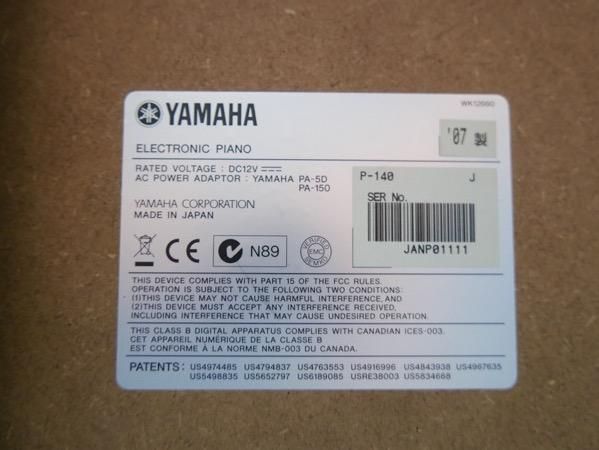 YAMAHA
WK12660
'07 製
ELECTRONIC PIANO
RATED VOLTAGE : DC12V
AC POWER ADAPTOR : YAMAHA PA-5D
PA-150
P-140 J
SER No.
JANP01111
YAMAHA CORPORATION
MADE IN JAPAN
CE N89 VERIFIED EMC SEMKO
THIS DEVICE COMPLIES WITH PART 15 OF THE FCC RULES.
OPERATION IS SUBJECT TO THE FOLLOWING TWO CONDITIONS:
(1)THIS DEVICE MAY NOT CAUSE HARMFUL INTERFERENCE,AND
(2)THIS DEVICE MUST ACCEPT ANY INTERFERENCE RECEIVED,
INCLUDING INTERFERENCE THAT MAY CAUSE UNDESIRED OPERATION.
THIS CLASS B DIGITAL APPARATUS COMPLIES WITH CANADIAN ICES-003.
CET APPAREIL NUMÉRIQUE DE LA CLASSE B
EST CONFORME À LA NORME NMB-003 DU CANADA.
PATENTS: US4974485 US4794837 US4763553 US4916996 US4843938 US4967635
US5498835 US5652797 US6189085 USRE38003 US5834668